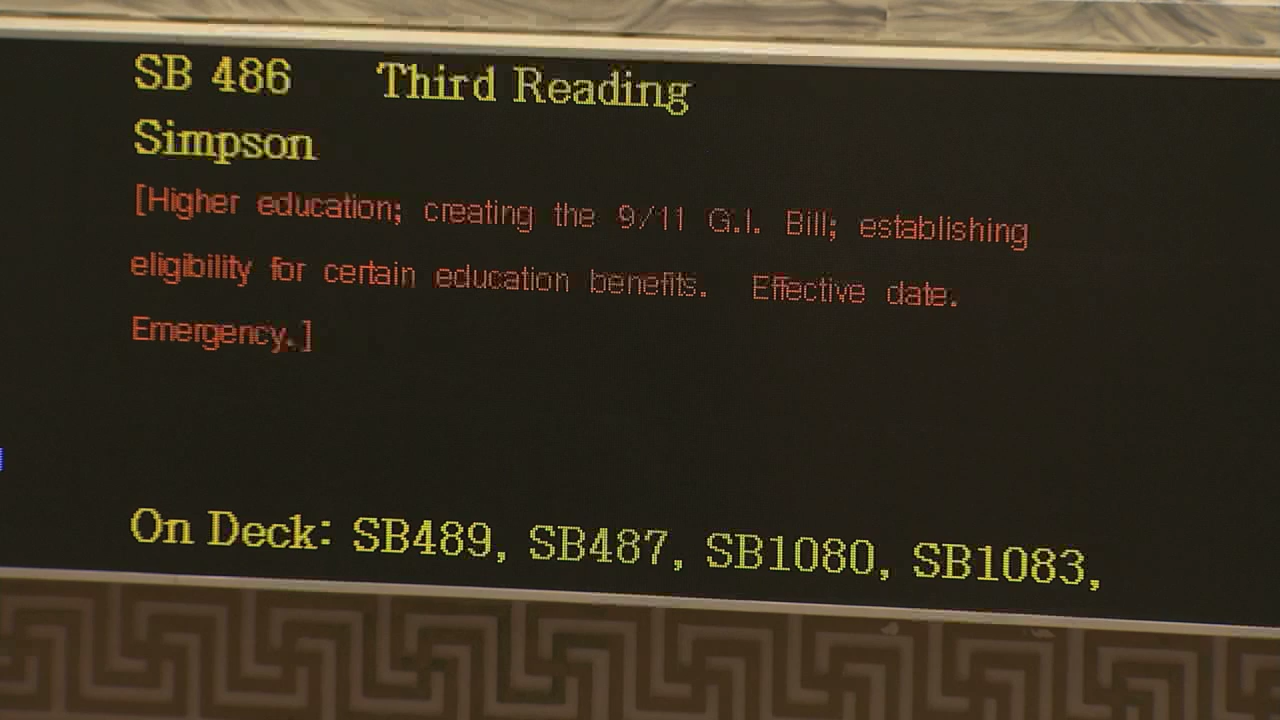 SB 486 Third Reading
Simpson
[Higher education; creating the 9/11 G.I. Bill; establishing
eligibility for certain education benefits. Effective date.
Emergency.]
On Deck: SB489, SB487, SB1080, SB1083,